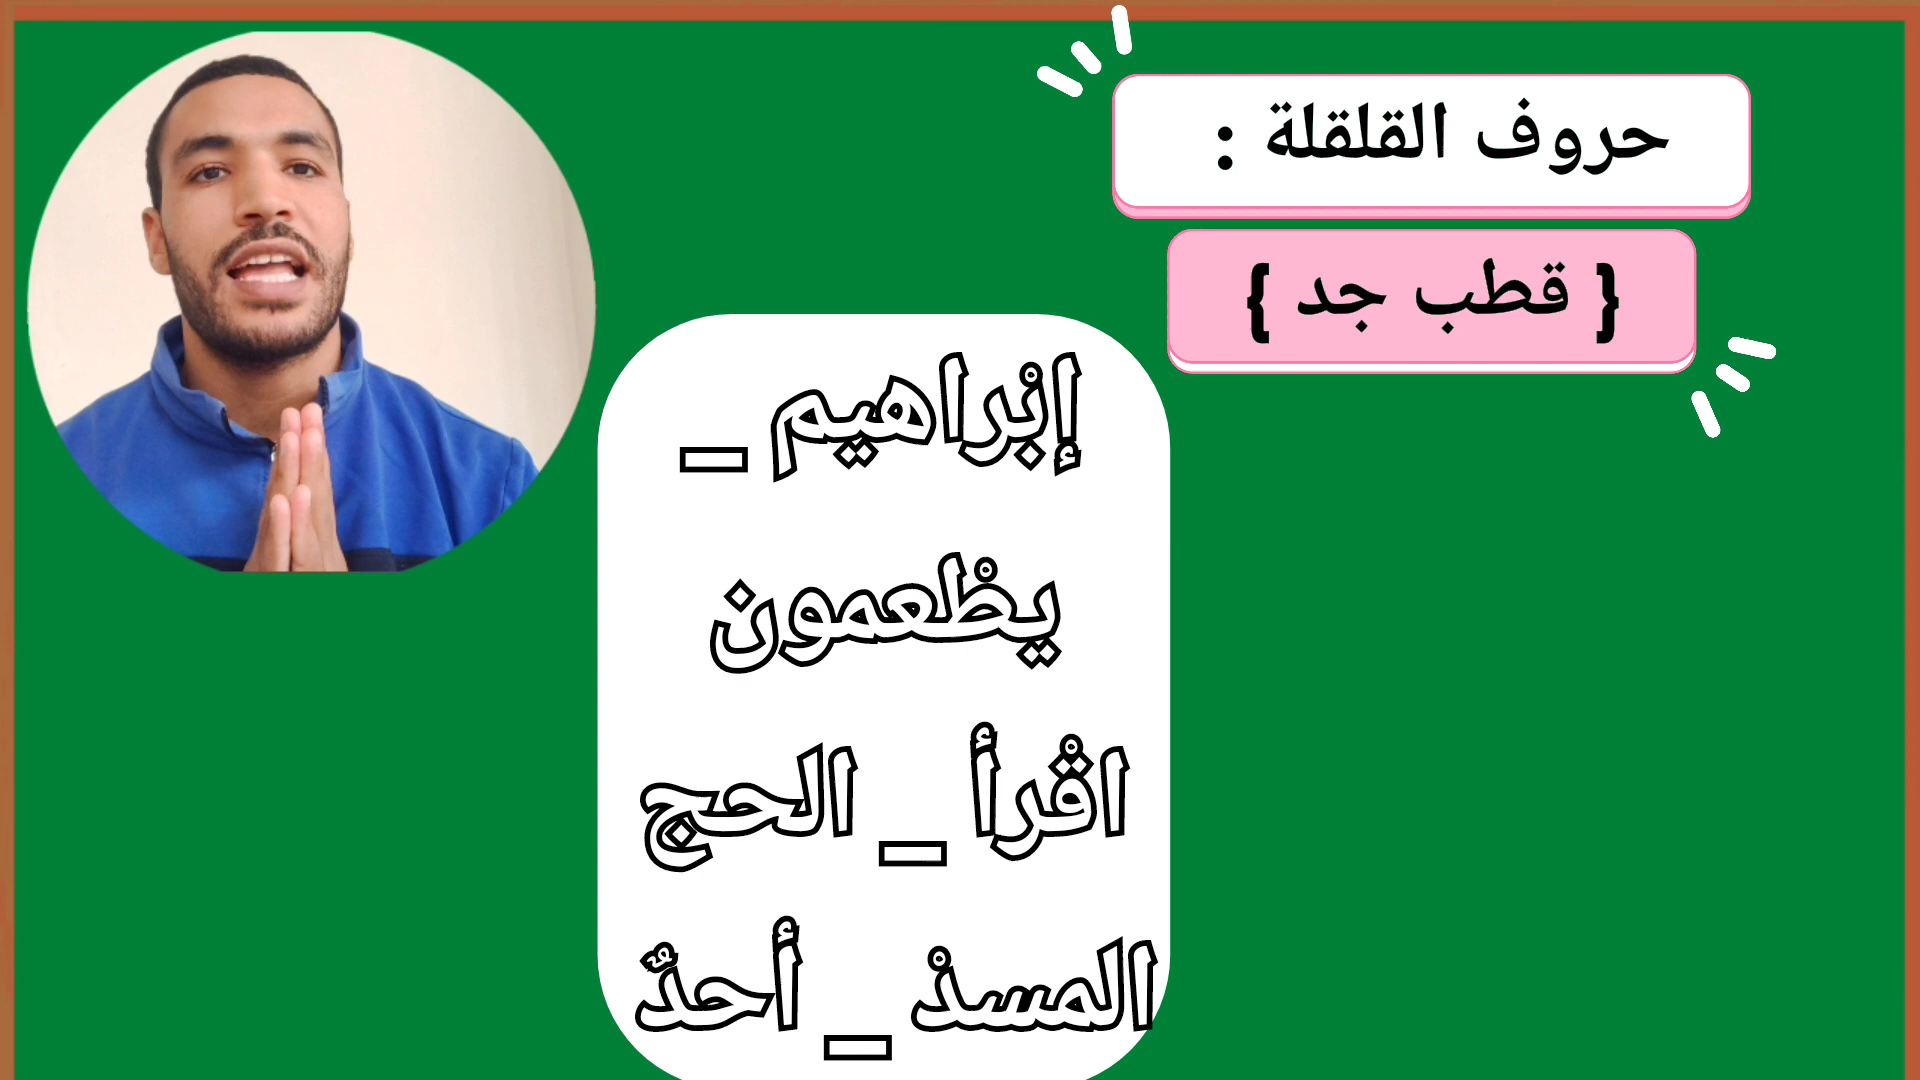 حروف القلقلة :
{ قطب جد }
إبْراهيم _
يطْعمون
اقْرأ _ الحج
المسدْ _ أحدٌ